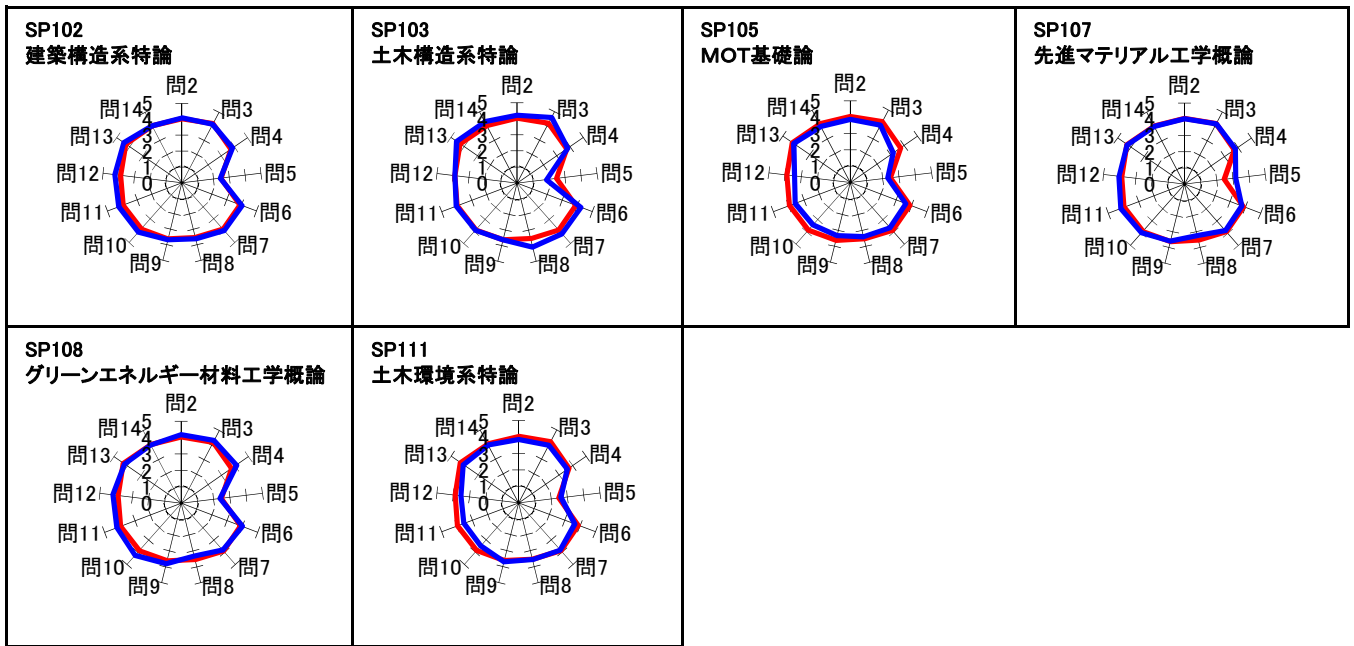 SP102
建築構造系特論
問2
問3
問4
問5
問6
問7
問8
問9
問10
問11
問12
問13
問14
5
4
3
2
1
0
SP103
土木構造系特論
問2
問3
問4
問5
問6
問7
問8
問9
問10
問11
問12
問13
問14
5
4
3
2
1
0
SP105
MOT基礎論
問2
問3
問4
問5
問6
問7
問8
問9
問10
問11
問12
問13
問14
5
4
3
2
1
0
SP107
先進マテリアル工学概論
問2
問3
問4
問5
問6
問7
問8
問9
問10
問11
問12
問13
問14
5
4
3
2
1
0
SP108
グリーンエネルギー材料工学概論
問2
問3
問4
問5
問6
問7
問8
問9
問10
問11
問12
問13
問14
5
4
3
2
1
0
SP111
土木環境系特論
問2
問3
問4
問5
問6
問7
問8
問9
問10
問11
問12
問13
問14
5
4
3
2
1
0